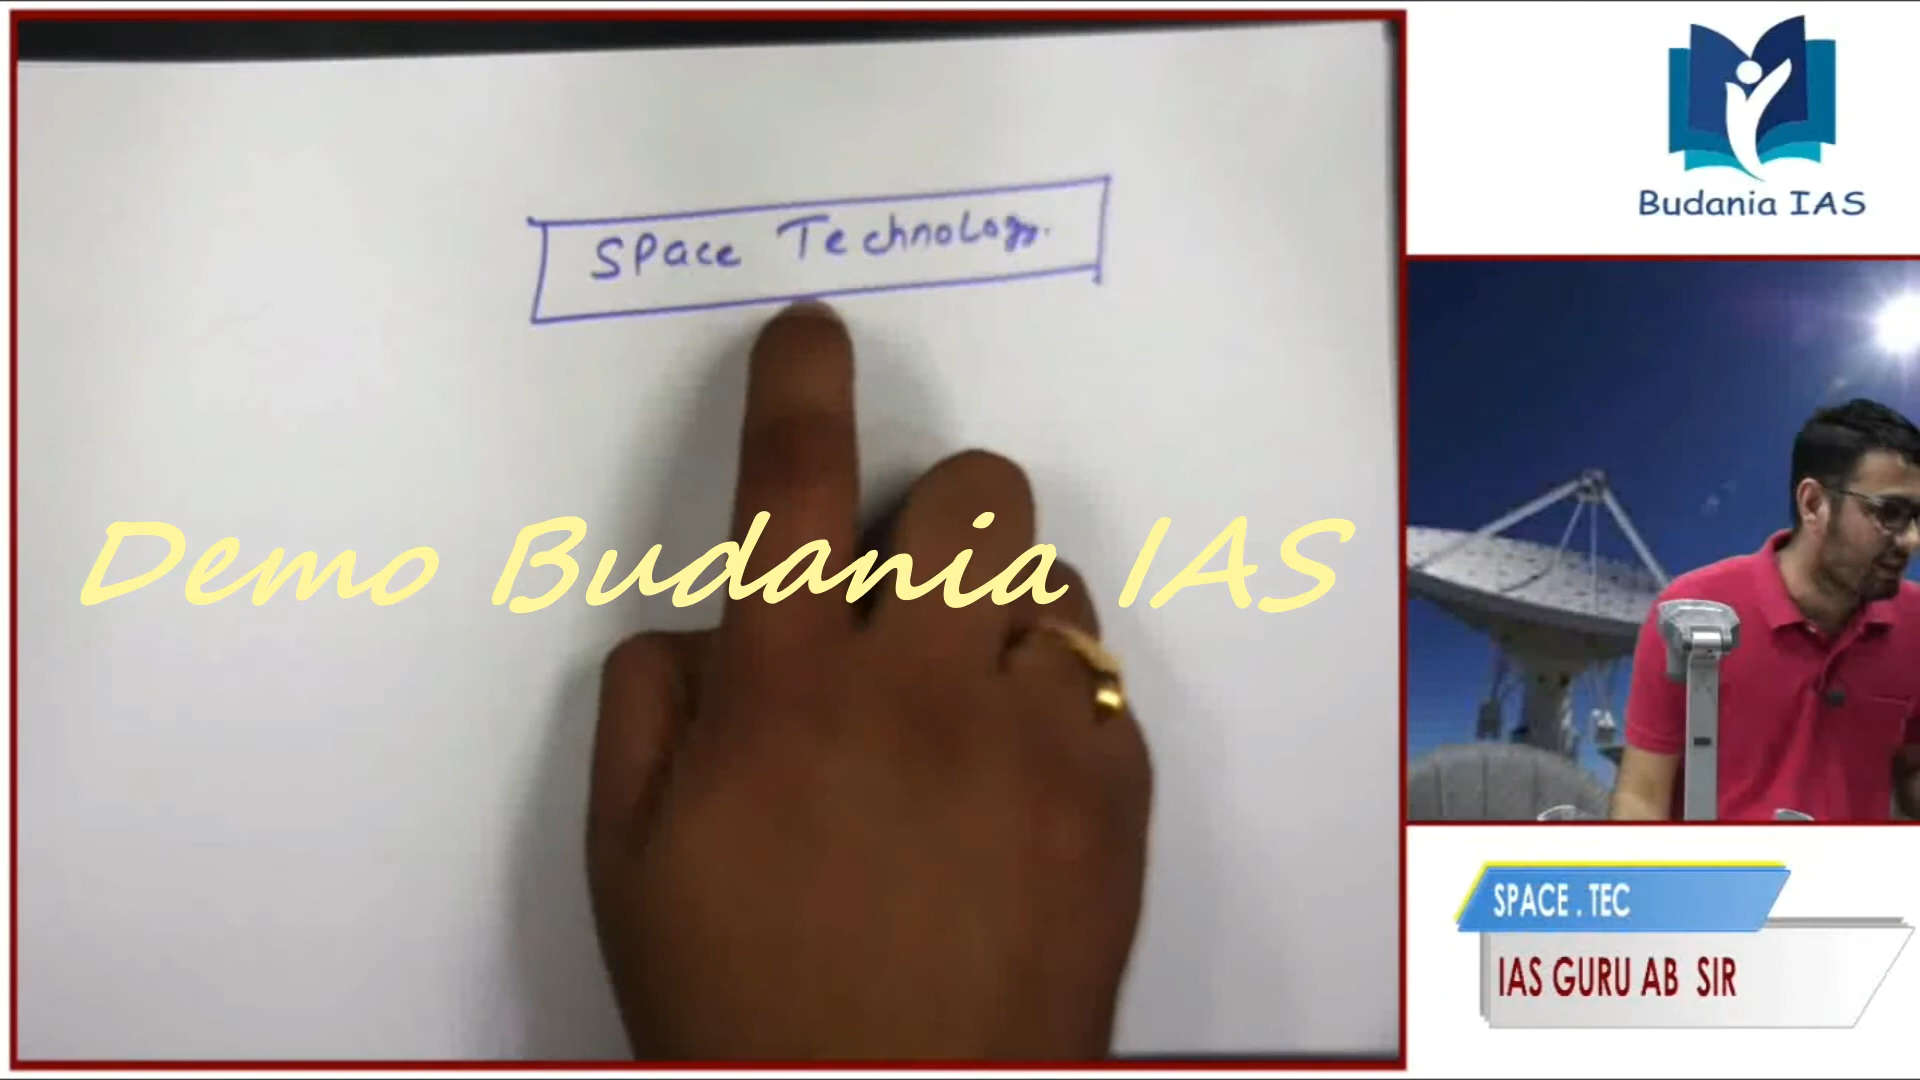 Space Technology.
Demo Budania IAS
Budania IAS
SPACE . TEC
IAS GURU AB SIR